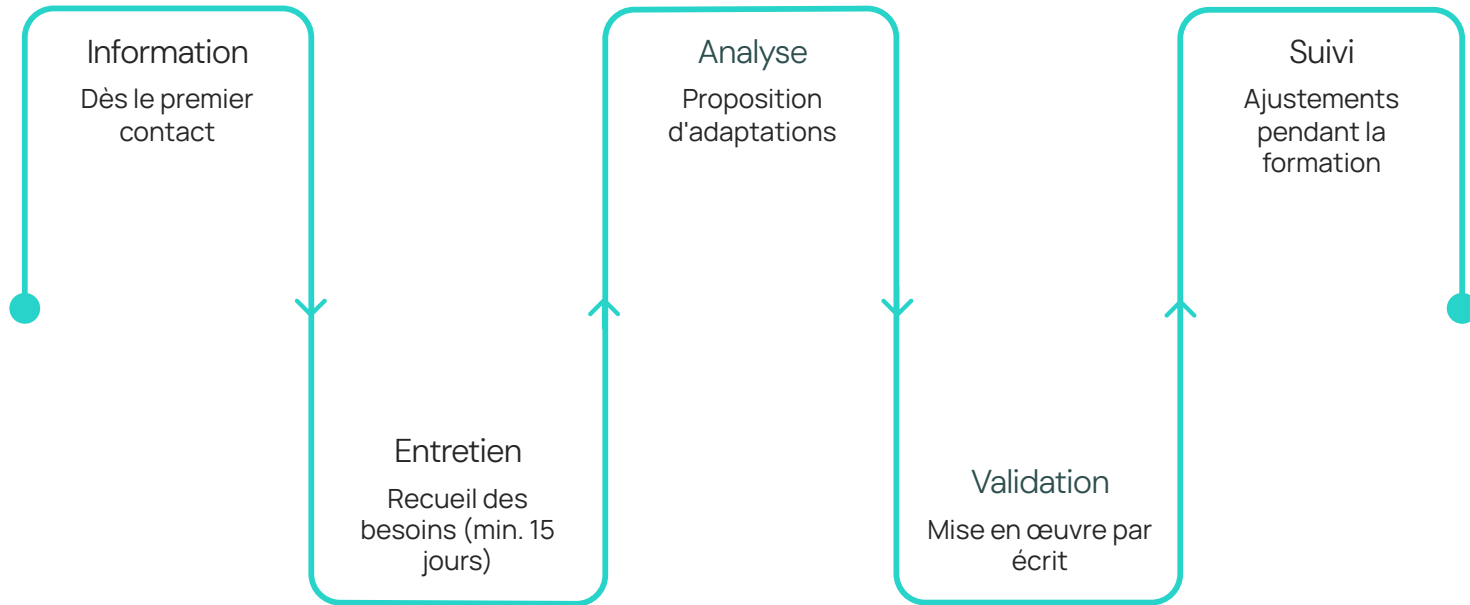 Information
Dès le premier
contact
Entretien
Recueil des
besoins (min. 15
jours)
Analyse
Proposition
d'adaptations
Validation
Mise en œuvre par
écrit
Suivi
Ajustements
pendant la
formation